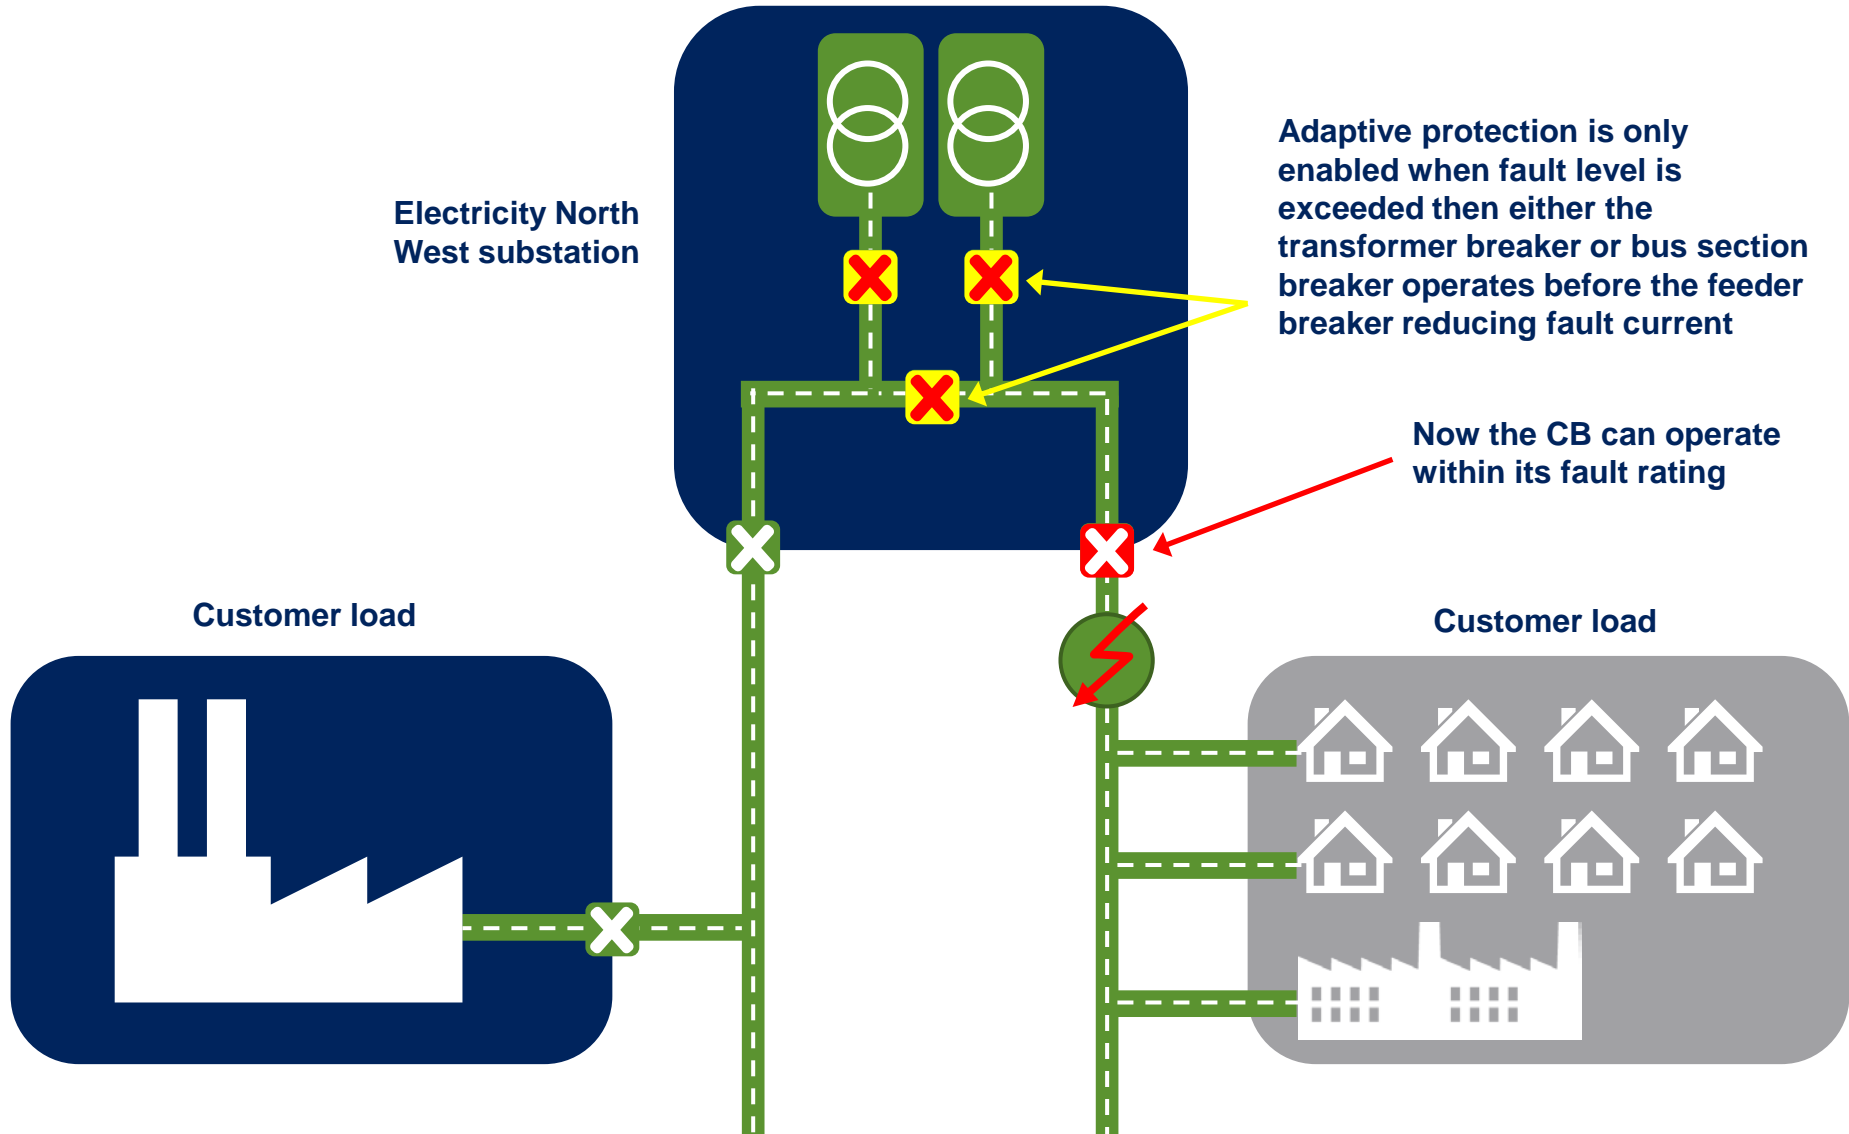 Electricity North
West substation
Adaptive protection is only
enabled when fault level is
exceeded then either the
transformer breaker or bus section
breaker operates before the feeder
breaker reducing fault current
Now the CB can operate
within its fault rating
Customer load
Customer load